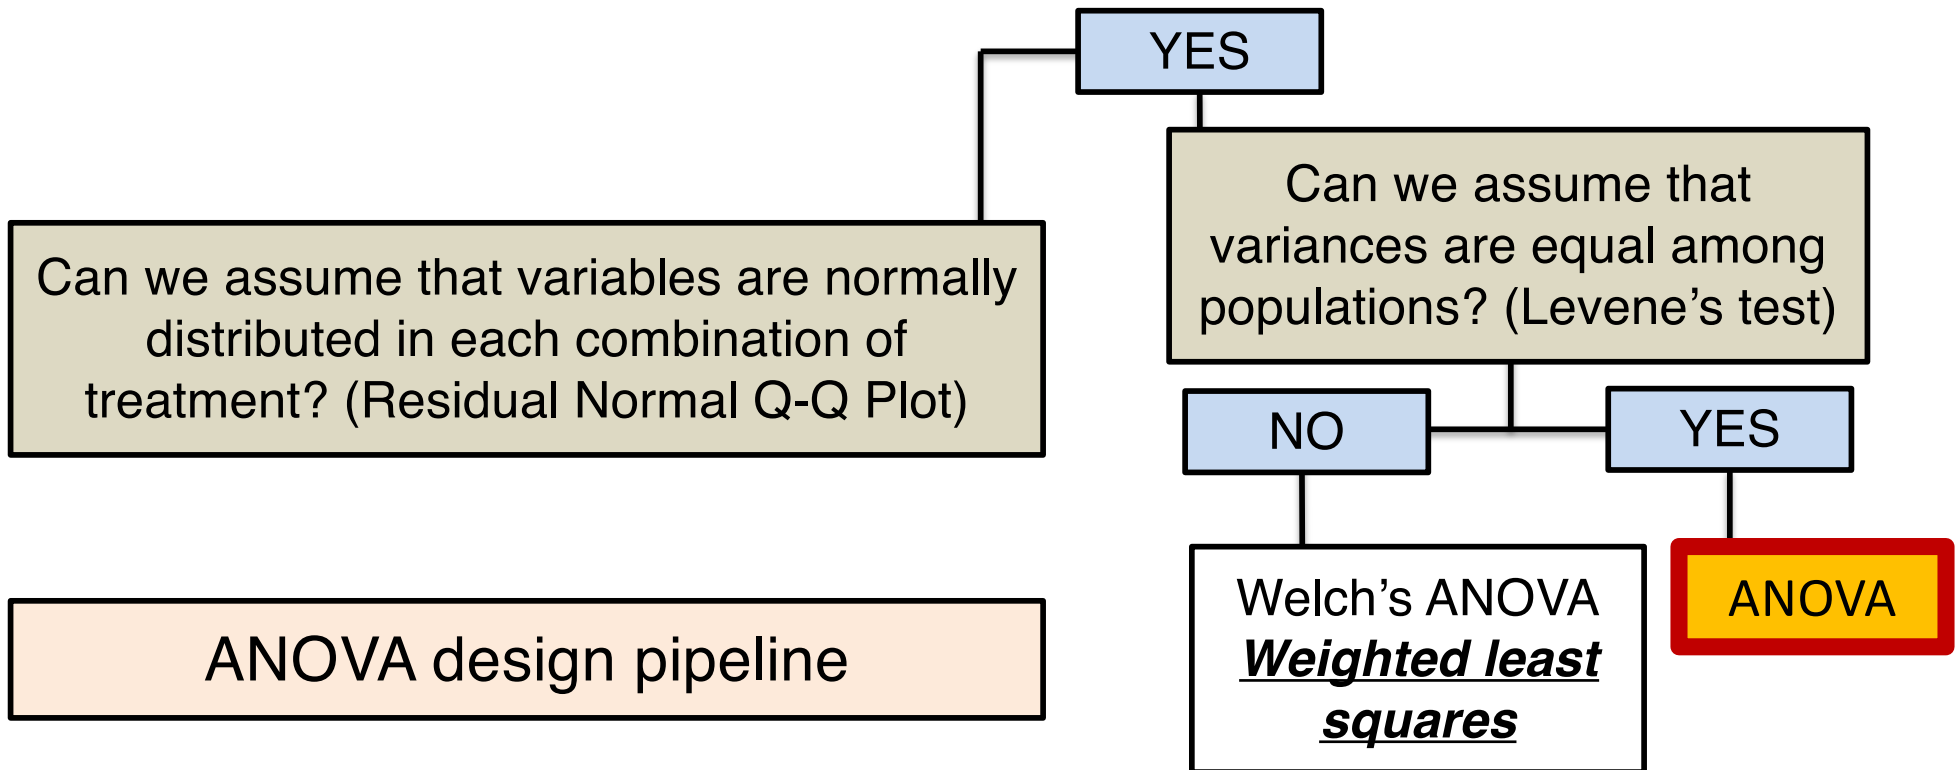 YES
Can we assume that
variances are equal among
populations? (Levene’s test)
Can we assume that variables are normally
distributed in each combination of
treatment? (Residual Normal Q-Q Plot)
NO
YES
Welch’s ANOVA
Weighted least
squares
ANOVA
ANOVA design pipeline